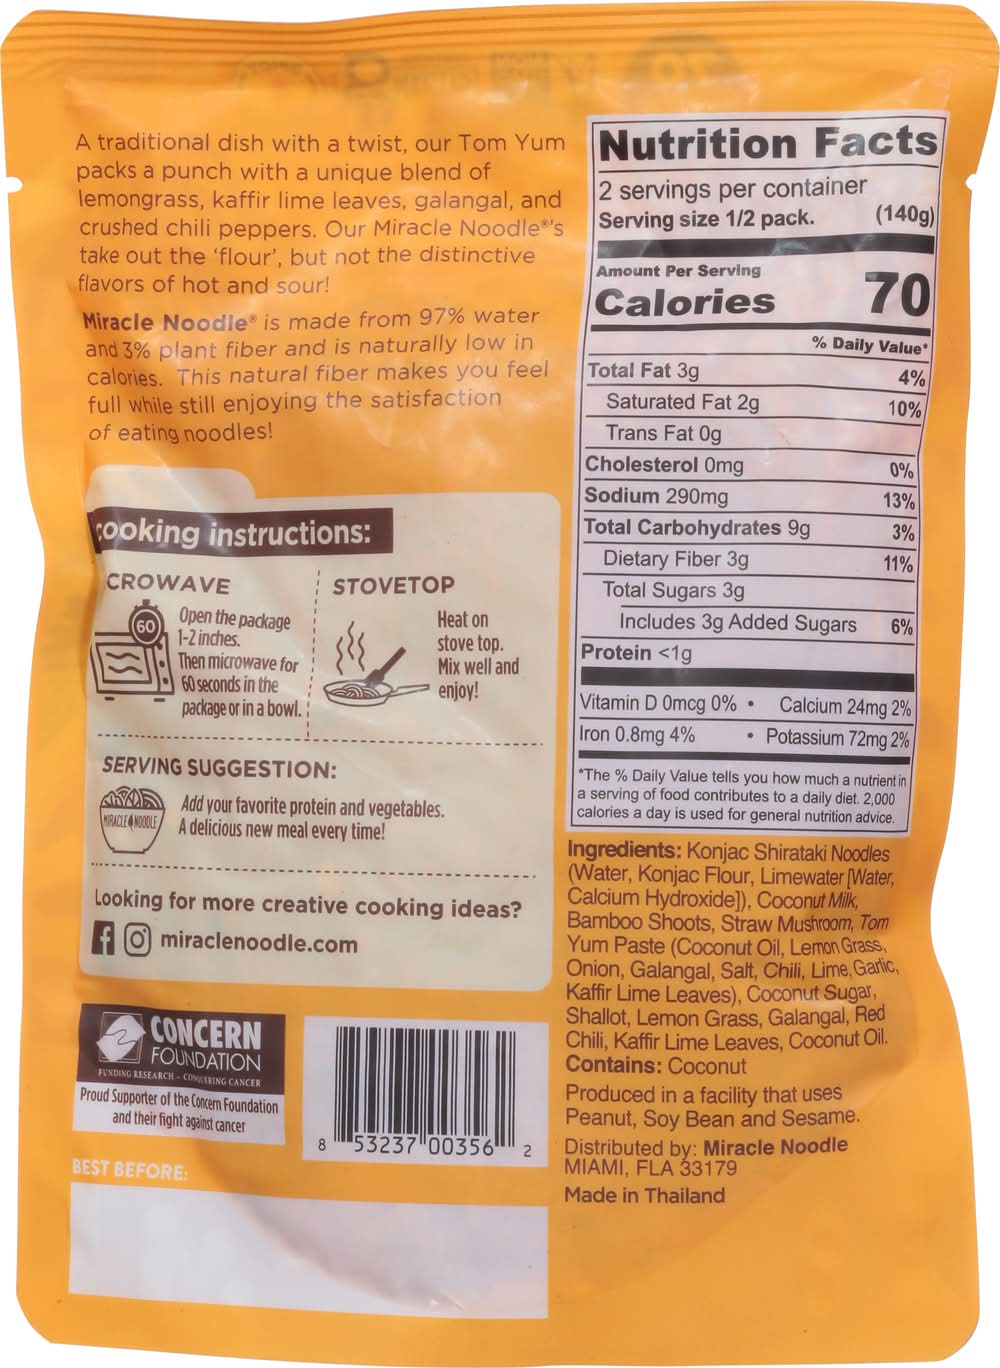 A traditional dish with a twist, our Tom Yum
packs a punch with a unique blend of
lemongrass, kaffir lime leaves, galangal, and
crushed chili peppers. Our Miracle Noodle®'s
take out the 'flour', but not the distinctive
flavors of hot and sour!
Miracle Noodle® is made from 97% water
and 3% plant fiber and is naturally low in
calories. This natural fiber makes you feel
full while still enjoying the satisfaction
of eating noodles!
cooking instructions:
CROWAVE
60
Open the package
1-2 inches.
Then microwave for
60 seconds in the
package or in a bowl.
STOVETOP
Heat on
stove top.
Mix well and
enjoy!
SERVING SUGGESTION:
MIRACLE NOODLE
Add your favorite protein and vegetables.
A delicious new meal every time!
Looking for more creative cooking ideas?
miraclenoodle.com
CONCERN
FOUNDATION
FUNDING RESEARCH - CONQUERING CANCER
Proud Supporter of the Concern Foundation
and their fight against cancer
8 53237 00356 2
BEST BEFORE:
Nutrition Facts
2 servings per container
Serving size 1/2 pack. (140g)
Amount Per Serving
Calories 70
% Daily Value*
Total Fat 3g 4%
Saturated Fat 2g 10%
Trans Fat 0g
Cholesterol 0mg 0%
Sodium 290mg 13%
Total Carbohydrates 9g 3%
Dietary Fiber 3g 11%
Total Sugars 3g
Includes 3g Added Sugars 6%
Protein <1g
Vitamin D 0mcg 0% • Calcium 24mg 2%
Iron 0.8mg 4% • Potassium 72mg 2%
*The % Daily Value tells you how much a nutrient in
a serving of food contributes to a daily diet. 2,000
calories a day is used for general nutrition advice.
Ingredients: Konjac Shirataki Noodles
(Water, Konjac Flour, Limewater [Water,
Calcium Hydroxide]), Coconut Milk,
Bamboo Shoots, Straw Mushroom, Tom
Yum Paste (Coconut Oil, Lemon Grass,
Onion, Galangal, Salt, Chili, Lime, Garlic,
Kaffir Lime Leaves), Coconut Sugar,
Shallot, Lemon Grass, Galangal, Red
Chili, Kaffir Lime Leaves, Coconut Oil.
Contains: Coconut
Produced in a facility that uses
Peanut, Soy Bean and Sesame.
Distributed by: Miracle Noodle
MIAMI, FLA 33179
Made in Thailand